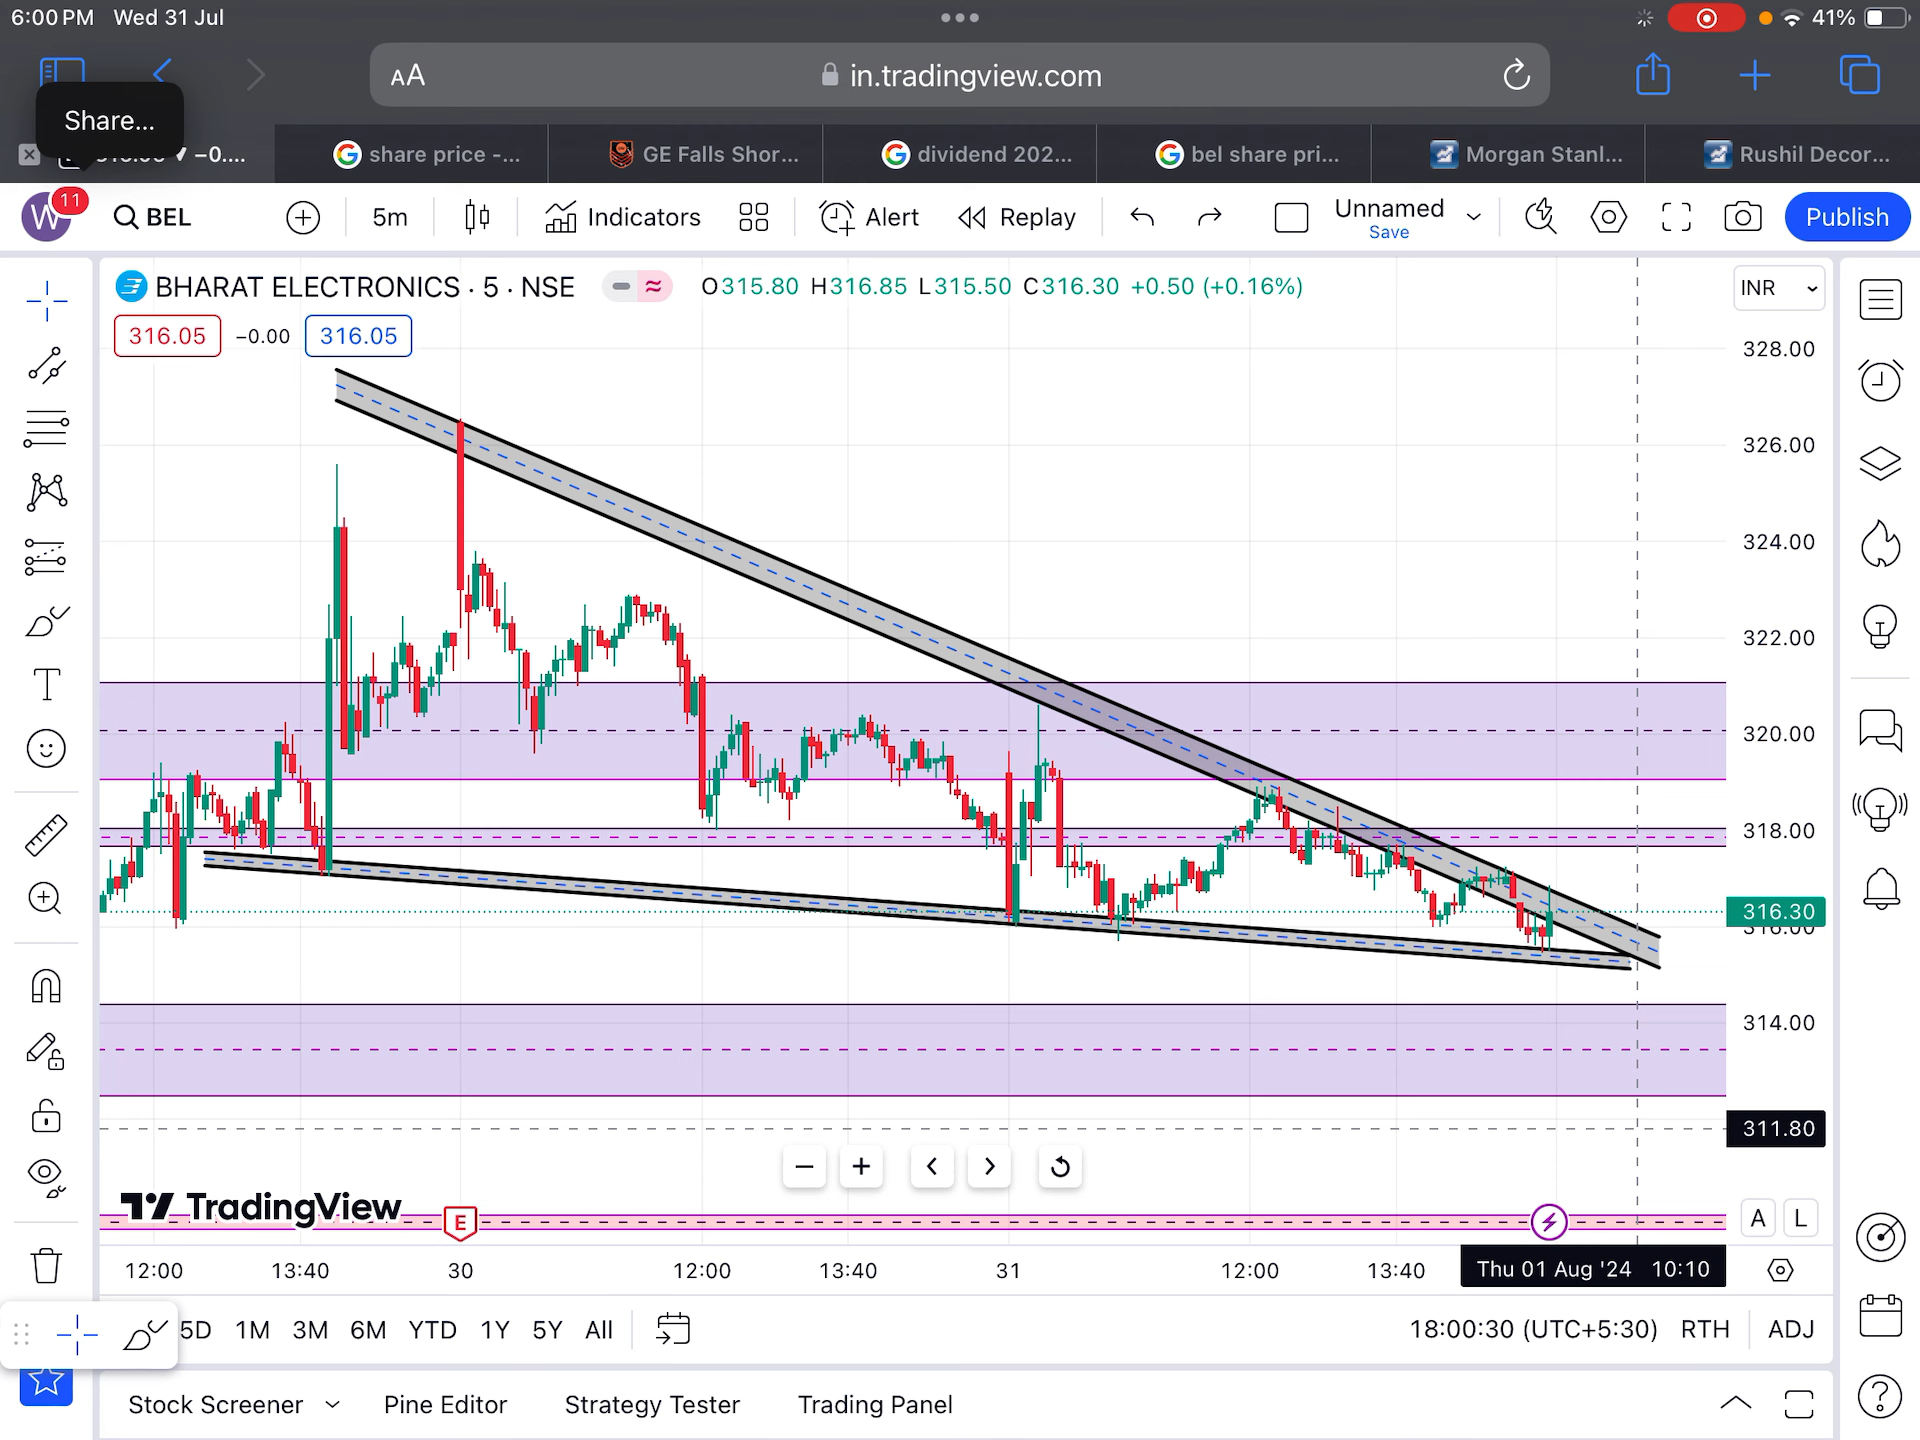 6:00 PM Wed 31 Jul
41%
AA in.tradingview.com
Share...
−0....
share price -...
GE Falls Shor...
dividend 202...
bel share pri...
Morgan Stanl...
Rushil Decor...
W 11
BEL
5m
Indicators
Alert
Replay
Unnamed
Save
Publish
BHARAT ELECTRONICS · 5 · NSE
O315.80 H316.85 L315.50 C316.30 +0.50 (+0.16%)
INR
316.05 −0.00 316.05
328.00
326.00
324.00
322.00
320.00
318.00
316.30
316.00
314.00
311.80
TradingView
E
A L
12:00 13:40 30 12:00 13:40 31 12:00 13:40 Thu 01 Aug '24 10:10
5D 1M 3M 6M YTD 1Y 5Y All
18:00:30 (UTC+5:30) RTH ADJ
Stock Screener Pine Editor Strategy Tester Trading Panel